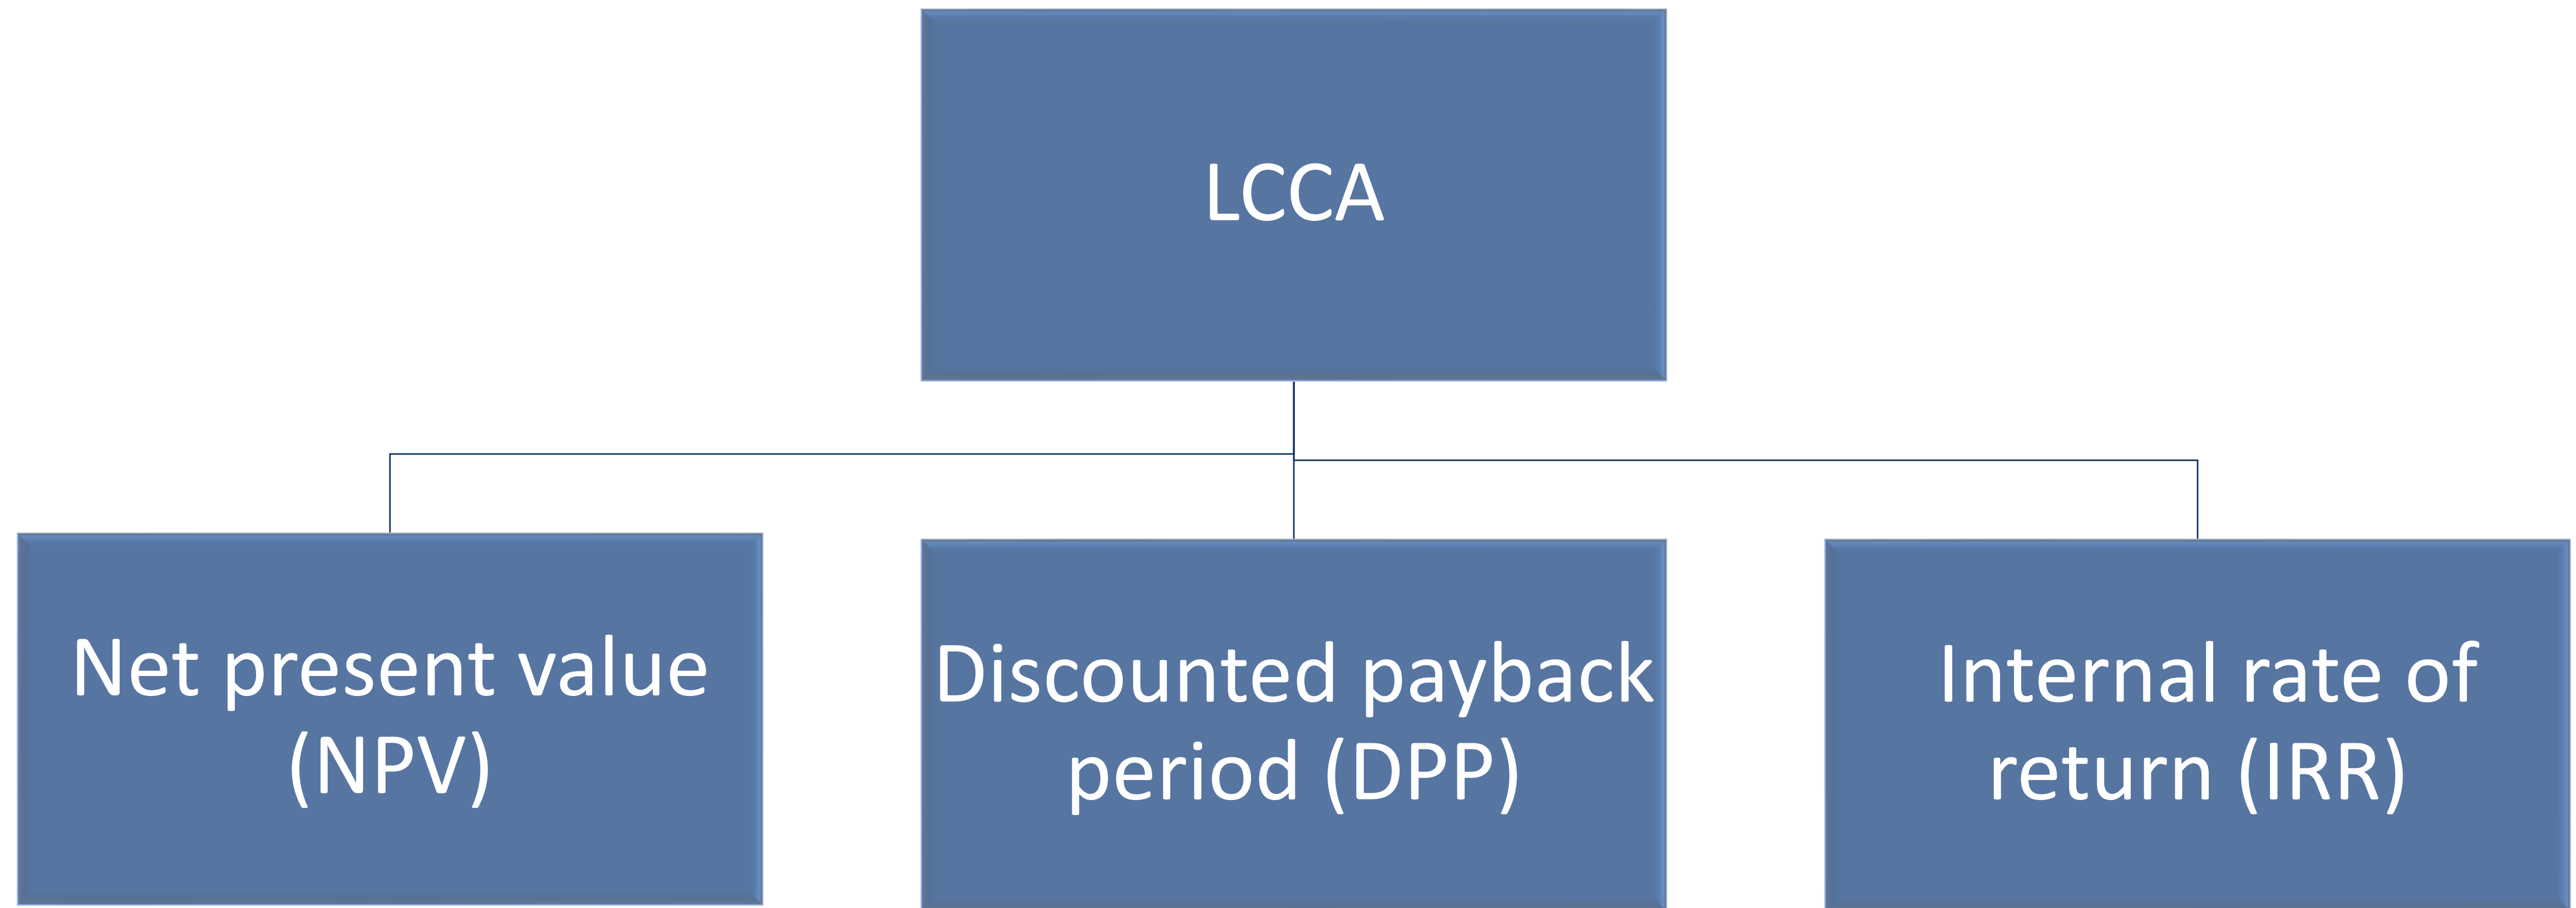 LCCA
Net present value
(NPV)
Discounted payback
period (DPP)
Internal rate of
return (IRR)